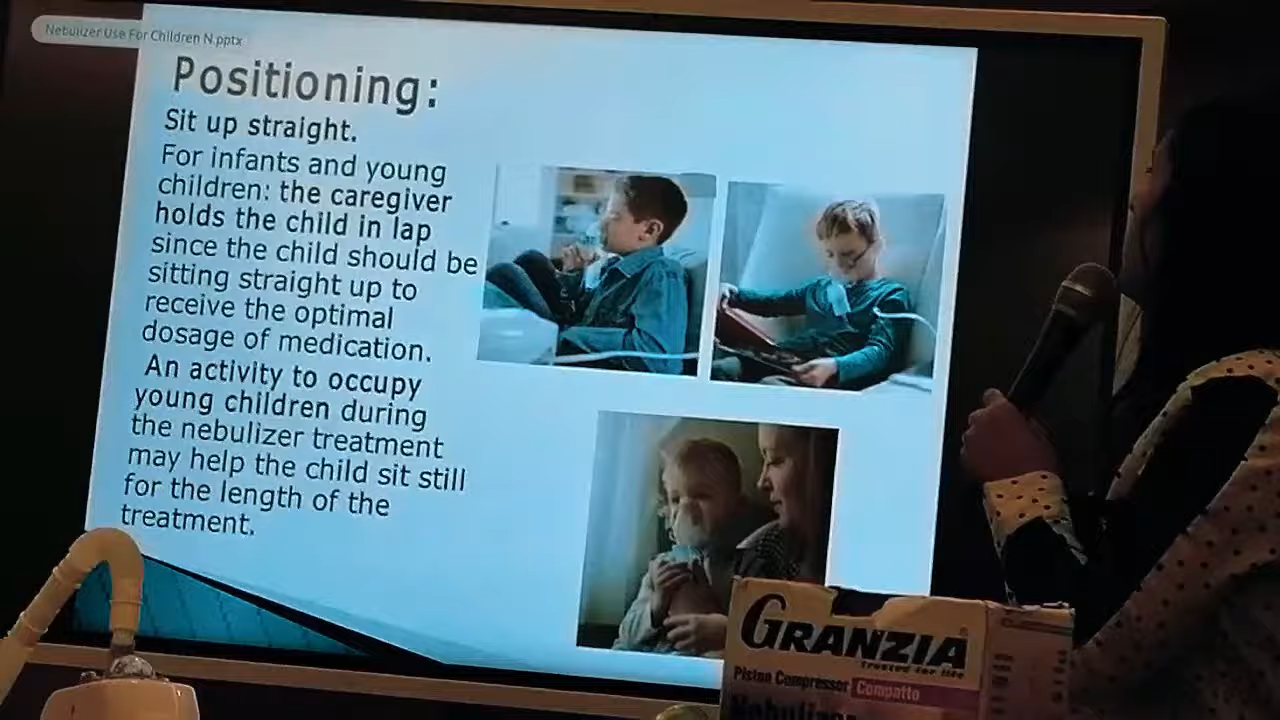 Nebulizer Use For Children N.pptx
Positioning:
Sit up straight.
For infants and young
children: the caregiver
holds the child in lap
since the child should be
sitting straight up to
receive the optimal
dosage of medication.
An activity to occupy
young children during
the nebulizer treatment
may help the child sit still
for the length of the
treatment.
GRANZIA®
Trusted for life
Piston Compressor Compatto
Nebulizer